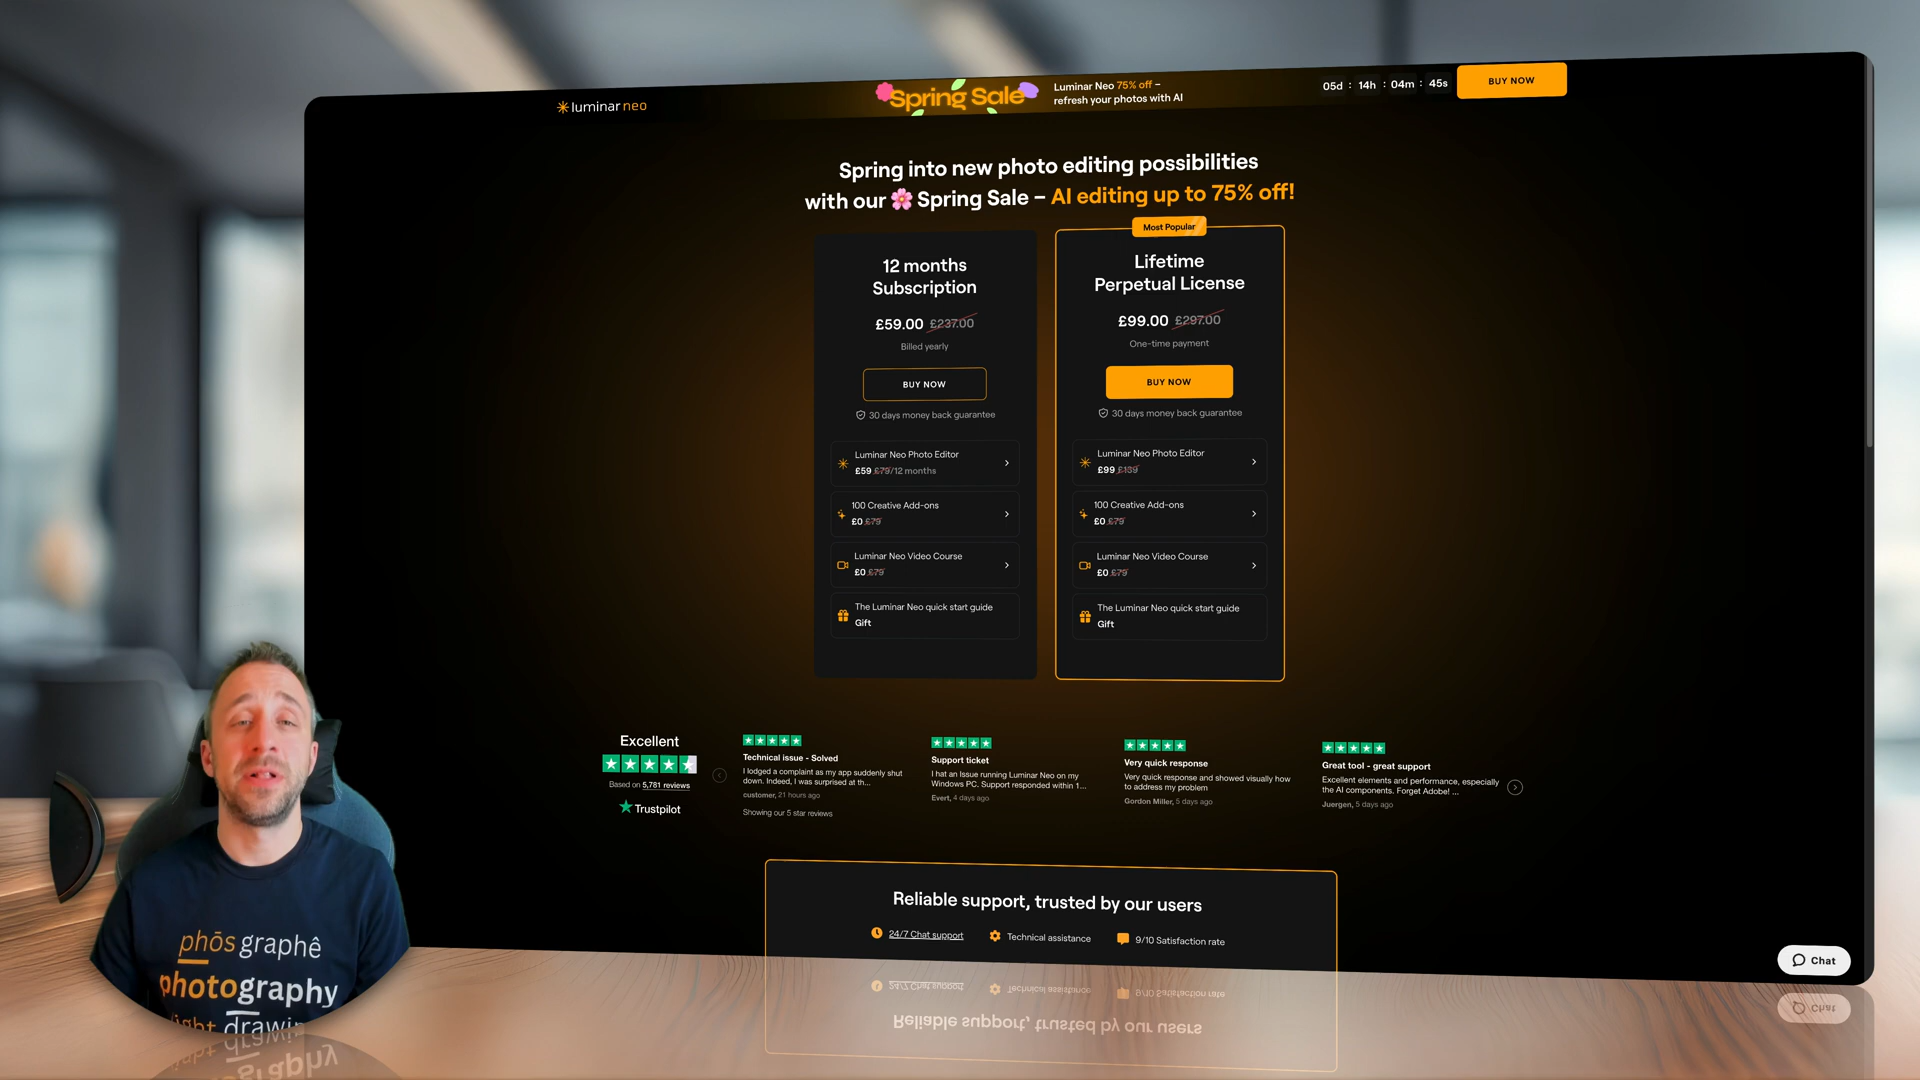 luminar neo
Spring Sale
Luminar Neo 75% off –
refresh your photos with AI
05d : 14h : 04m : 45s
BUY NOW
Spring into new photo editing possibilities
with our 🌸 Spring Sale – AI editing up to 75% off!
12 months
Subscription
£59.00 £237.00
Billed yearly
BUY NOW
30 days money back guarantee
Luminar Neo Photo Editor
£59 £79/12 months
100 Creative Add-ons
£0 £79
Luminar Neo Video Course
£0 £79
The Luminar Neo quick start guide
Gift
Most Popular
Lifetime
Perpetual License
£99.00 £297.00
One-time payment
BUY NOW
30 days money back guarantee
Luminar Neo Photo Editor
£99 £139
100 Creative Add-ons
£0 £79
Luminar Neo Video Course
£0 £79
The Luminar Neo quick start guide
Gift
Excellent
Based on 5,781 reviews
Trustpilot
Technical issue - Solved
I lodged a complaint as my app suddenly shut
down. Indeed, I was surprised at th...
customer, 21 hours ago
Showing our 5 star reviews
Support ticket
I hat an Issue running Luminar Neo on my
Windows PC. Support responded within 1...
Evert, 4 days ago
Very quick response
Very quick response and showed visually how
to address my problem
Gordon Miller, 5 days ago
Great tool - great support
Excellent elements and performance, especially
the AI components. Forget Adobe! ...
Juergen, 5 days ago
Reliable support, trusted by our users
24/7 Chat support
Technical assistance
9/10 Satisfaction rate
Chat
phōs graphê
photography
light drawin